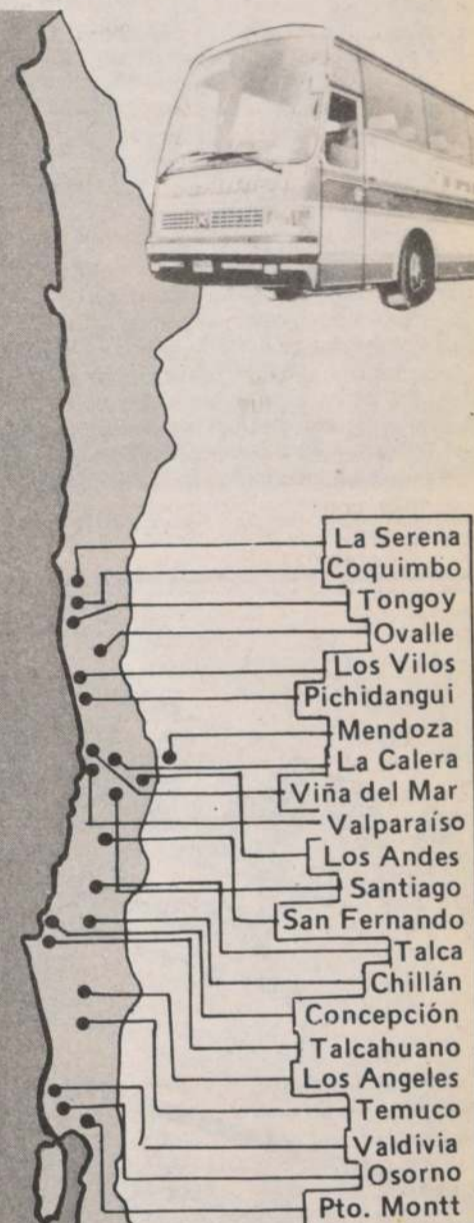 La Serena
Coquimbo
Tongoy
Ovalle
Los Vilos
Pichidangui
Mendoza
La Calera
Viña del Mar
Valparaíso
Los Andes
Santiago
San Fernando
Talca
Chillán
Concepción
Talcahuano
Los Angeles
Temuco
Valdivia
Osorno
Pto. Montt